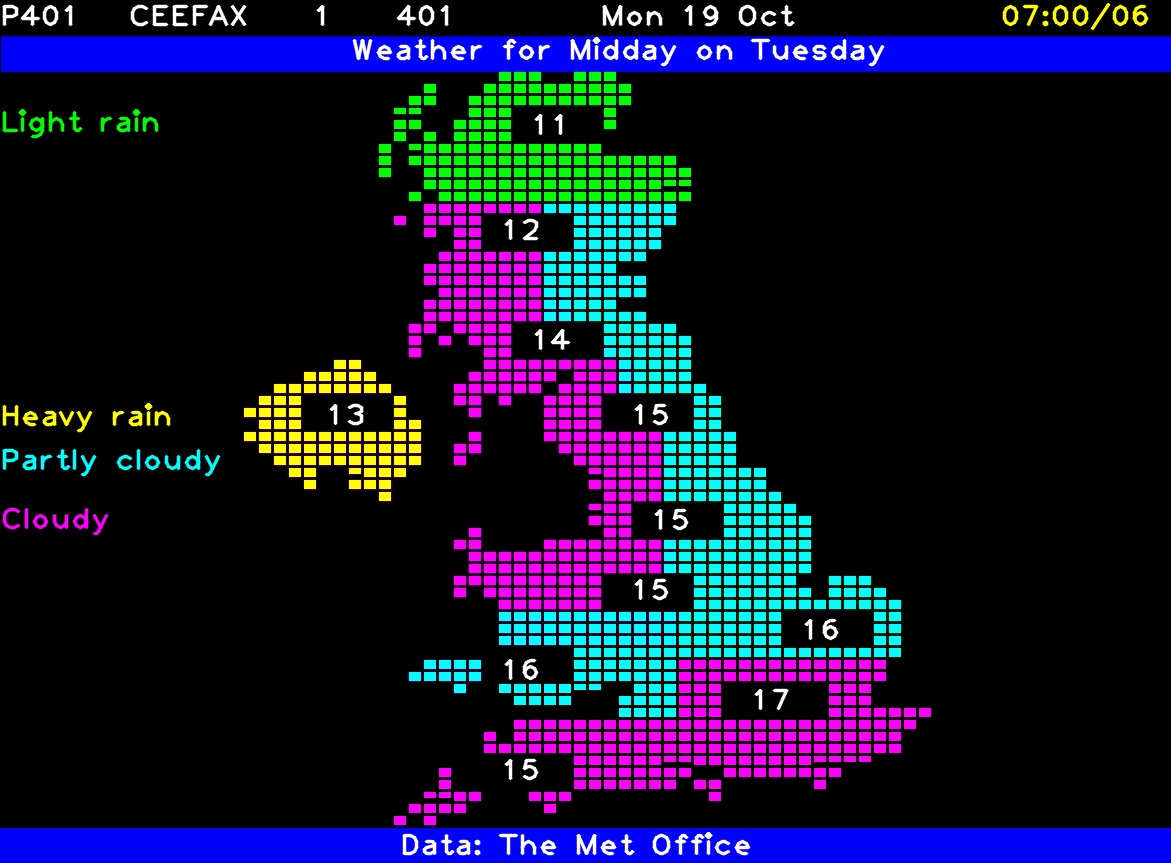 P401 CEEFAX 1 401 Mon 19 Oct 07:00/06
Weather for Midday on Tuesday
Light rain
11
12
14
Heavy rain
13
15
Partly cloudy
Cloudy
15
15
16
16
17
15
Data: The Met Office